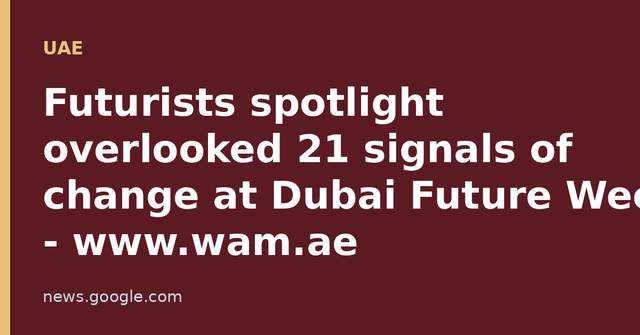 UAE
Futurists spotlight
overlooked 21 signals of
change at Dubai Future
- www.wam.ae
news.google.com